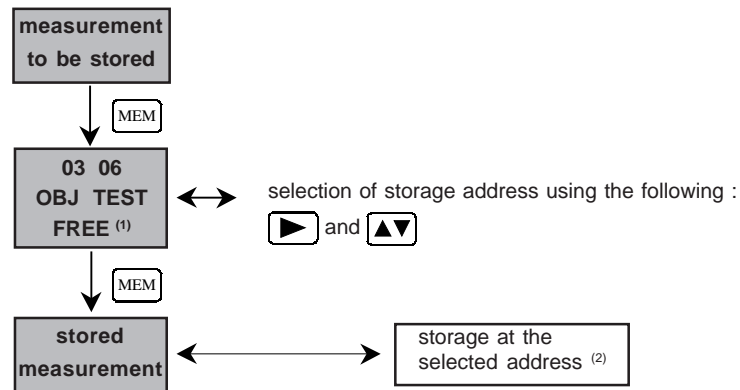 measurement
to be stored
MEM
03 06
OBJ TEST
FREE (1)
selection of storage address using the following :
and
MEM
stored
measurement
storage at the
selected address (2)